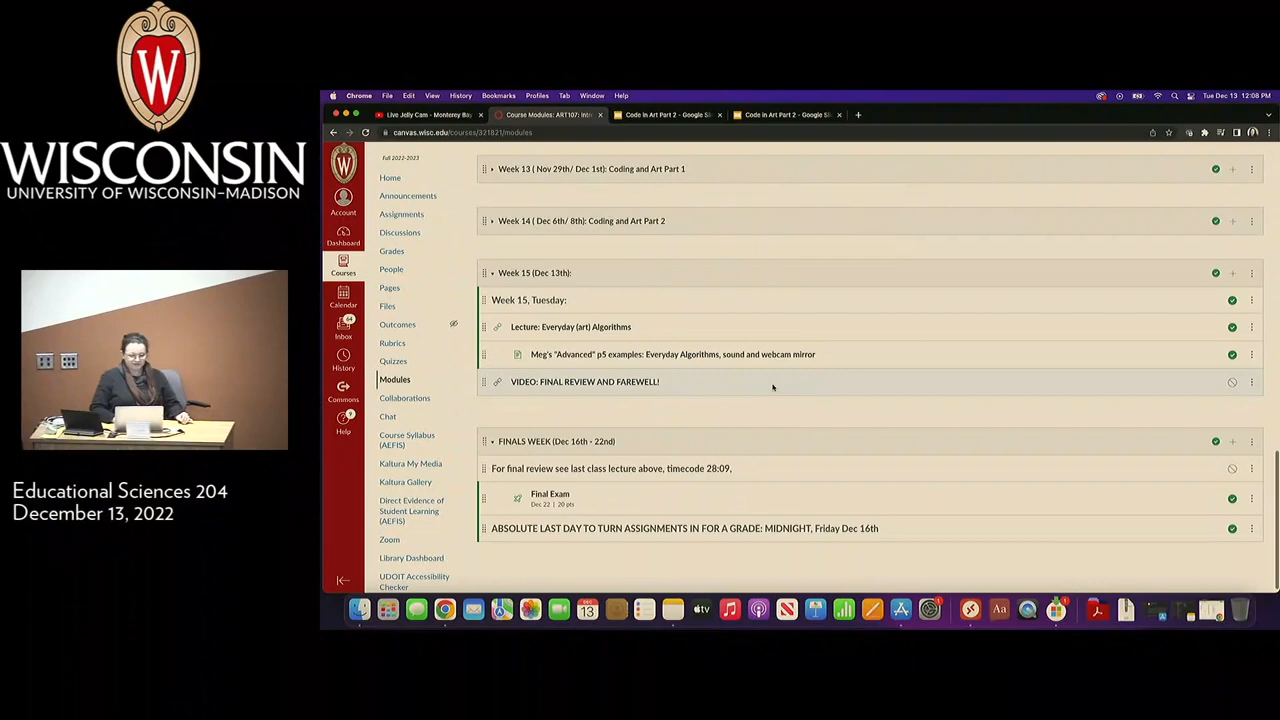 W
WISCONSIN
UNIVERSITY OF WISCONSIN–MADISON
Educational Sciences 204
December 13, 2022
Chrome File Edit View History Bookmarks Profiles Tab Window Help
Tue Dec 13 12:08 PM
Live Jelly Cam - Monterey Bay
Course Modules: ART107: Intr
Code in Art Part 2 - Google Sli
Code in Art Part 2 - Google Sli
canvas.wisc.edu/courses/321821/modules
Account
Dashboard
Courses
Calendar
64
Inbox
History
Commons
9
Help
Fall 2022-2023
Home
Announcements
Assignments
Discussions
Grades
People
Pages
Files
Outcomes
Rubrics
Quizzes
Modules
Collaborations
Chat
Course Syllabus
(AEFIS)
Kaltura My Media
Kaltura Gallery
Direct Evidence of
Student Learning
(AEFIS)
Zoom
Library Dashboard
UDOIT Accessibility
Checker
Week 13 ( Nov 29th/ Dec 1st): Coding and Art Part 1
Week 14 ( Dec 6th/ 8th): Coding and Art Part 2
Week 15 (Dec 13th):
Week 15, Tuesday:
Lecture: Everyday (art) Algorithms
Meg's "Advanced" p5 examples: Everyday Algorithms, sound and webcam mirror
VIDEO: FINAL REVIEW AND FAREWELL!
FINALS WEEK (Dec 16th - 22nd)
For final review see last class lecture above, timecode 28:09,
Final Exam
Dec 22 | 20 pts
ABSOLUTE LAST DAY TO TURN ASSIGNMENTS IN FOR A GRADE: MIDNIGHT, Friday Dec 16th
DEC
13
tv
Aa